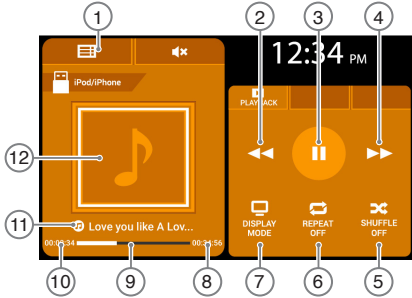 1
2
3
4
12:34 PM
iPod/iPhone
PLAYBACK
12
11
Love you like A Lov...
DISPLAY MODE
REPEAT OFF
SHUFFLE OFF
10
9
8
7
6
5